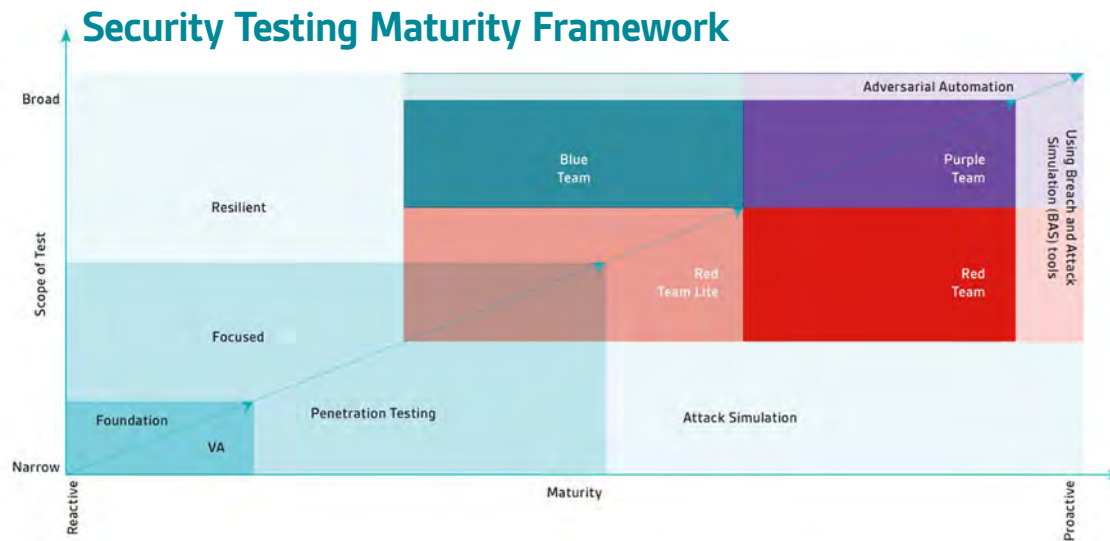 Security Testing Maturity Framework
Broad
Adversarial Automation
Blue
Team
Purple
Team
Using Breach and Attack
Simulation (BAS) tools
Resilient
Scope of Test
Red
Team Lite
Red
Team
Focused
Foundation
Penetration Testing
Attack Simulation
VA
Narrow
Reactive
Maturity
Proactive